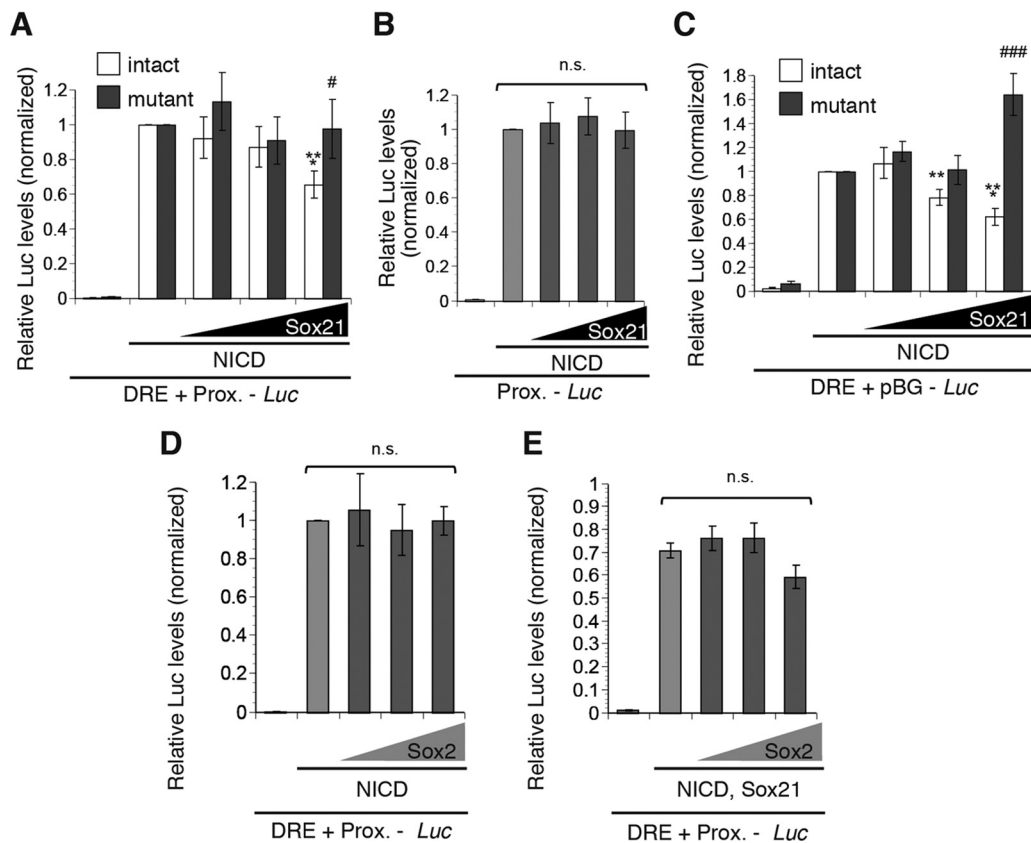 A
Relative Luc levels (normalized)
intact
mutant
1.2
1
0.8
0.6
0.4
0.2
0
**
*
#
Sox21
NICD
DRE + Prox. - Luc
B
Relative Luc levels
(normalized)
n.s.
1.2
1
0.8
0.6
0.4
0.2
0
Sox21
NICD
Prox. - Luc
C
Relative Luc levels (normalized)
intact
mutant
###
1.8
1.6
1.4
1.2
1
0.8
0.6
0.4
0.2
0
**
**
*
Sox21
NICD
DRE + pBG - Luc
D
Relative Luc levels (normalized)
n.s.
1.2
1
0.8
0.6
0.4
0.2
0
Sox2
NICD
DRE + Prox. - Luc
E
Relative Luc levels (normalized)
n.s.
1
0.9
0.8
0.7
0.6
0.5
0.4
0.3
0.2
0.1
0
Sox2
NICD, Sox21
DRE + Prox. - Luc